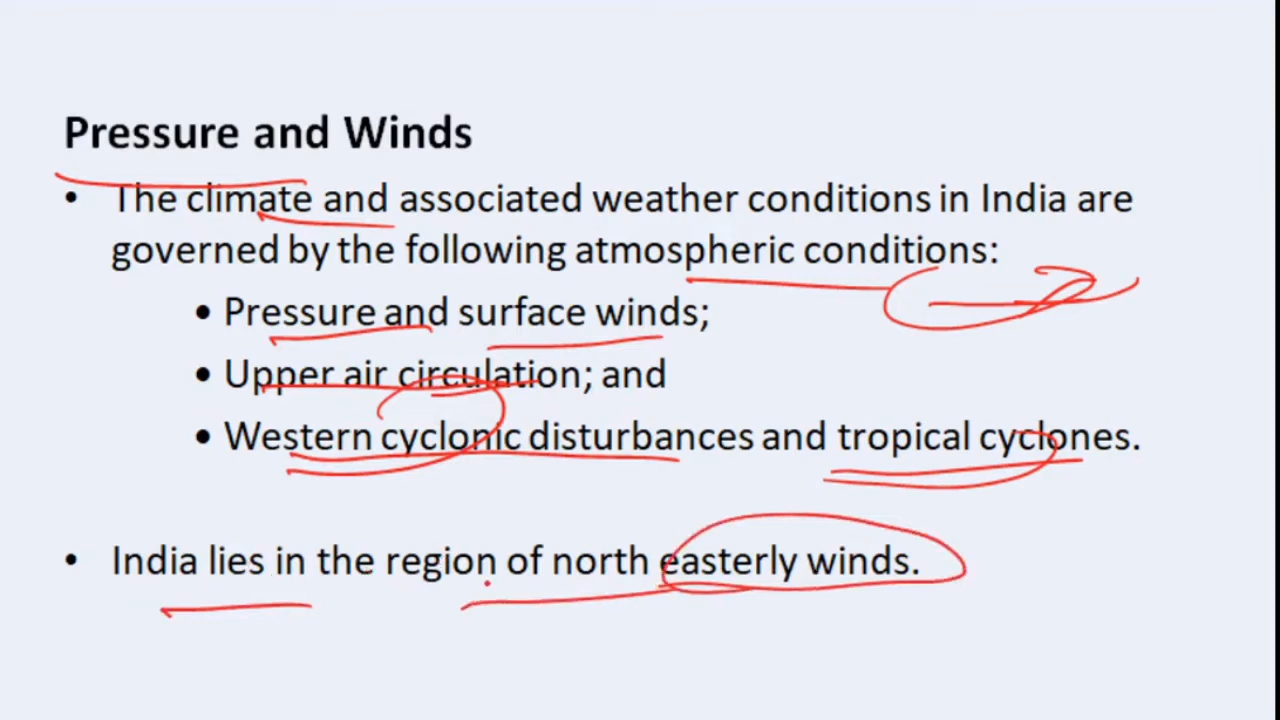 Pressure and Winds
• The climate and associated weather conditions in India are
governed by the following atmospheric conditions:
• Pressure and surface winds;
• Upper air circulation; and
• Western cyclonic disturbances and tropical cyclones.
• India lies in the region of north easterly winds.